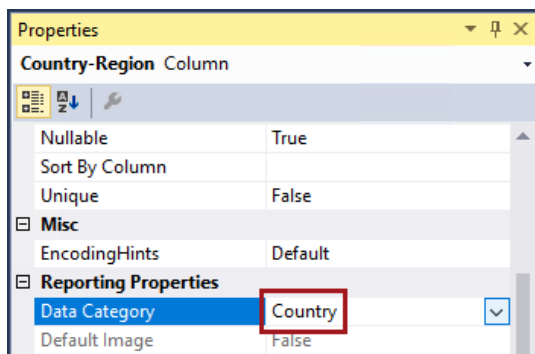 Properties
Country-Region Column
Nullable True
Sort By Column
Unique False
Misc
EncodingHints Default
Reporting Properties
Data Category Country
Default Image False